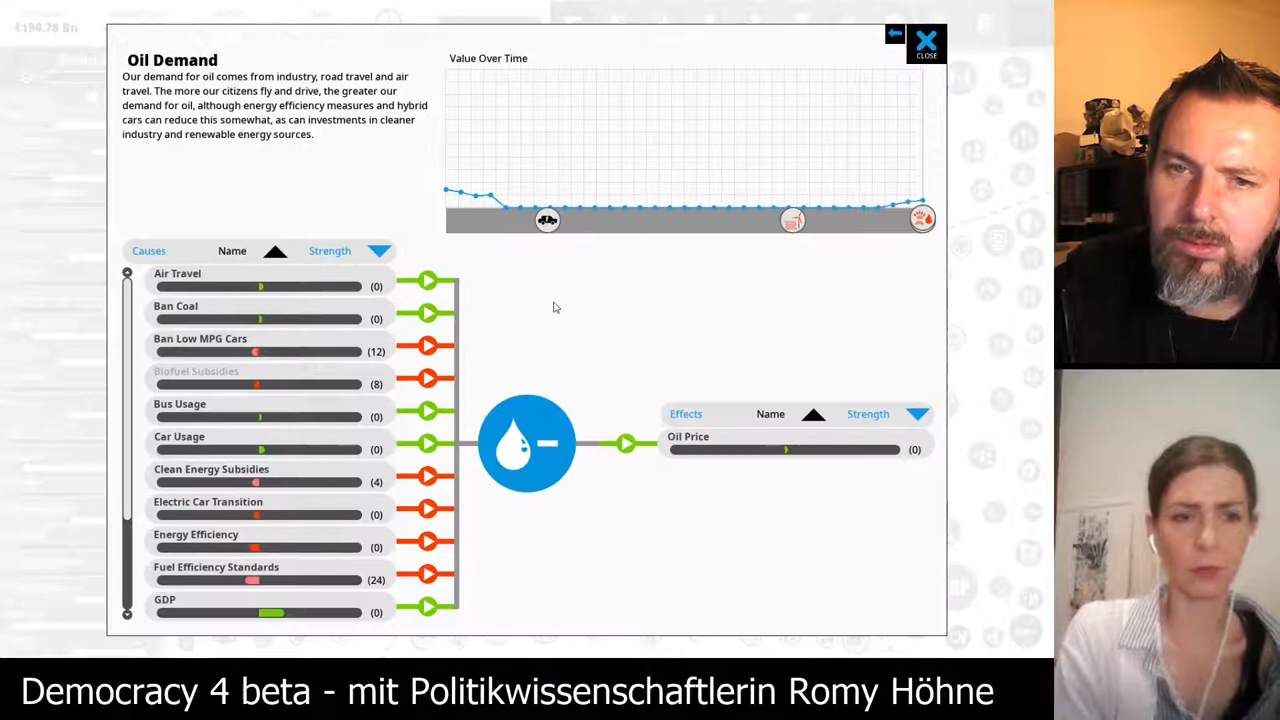 €190.78 Bn
Oil Demand
Our demand for oil comes from industry, road travel and air
travel. The more our citizens fly and drive, the greater our
demand for oil, although energy efficiency measures and hybrid
cars can reduce this somewhat, as can investments in cleaner
industry and renewable energy sources.
Value Over Time
CLOSE
Causes Name Strength
Air Travel
(0)
Ban Coal
(0)
Ban Low MPG Cars
(12)
Biofuel Subsidies
(8)
Bus Usage
(0)
Car Usage
(0)
Clean Energy Subsidies
(4)
Electric Car Transition
(0)
Energy Efficiency
(0)
Fuel Efficiency Standards
(24)
GDP
(0)
Effects Name Strength
Oil Price
(0)
Democracy 4 beta - mit Politikwissenschaftlerin Romy Höhne